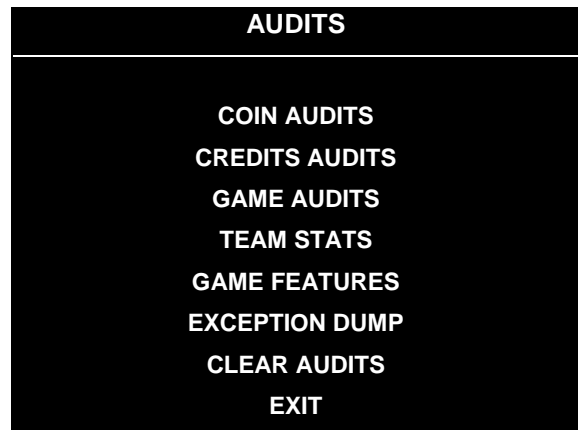 AUDITS
COIN AUDITS
CREDITS AUDITS
GAME AUDITS
TEAM STATS
GAME FEATURES
EXCEPTION DUMP
CLEAR AUDITS
EXIT